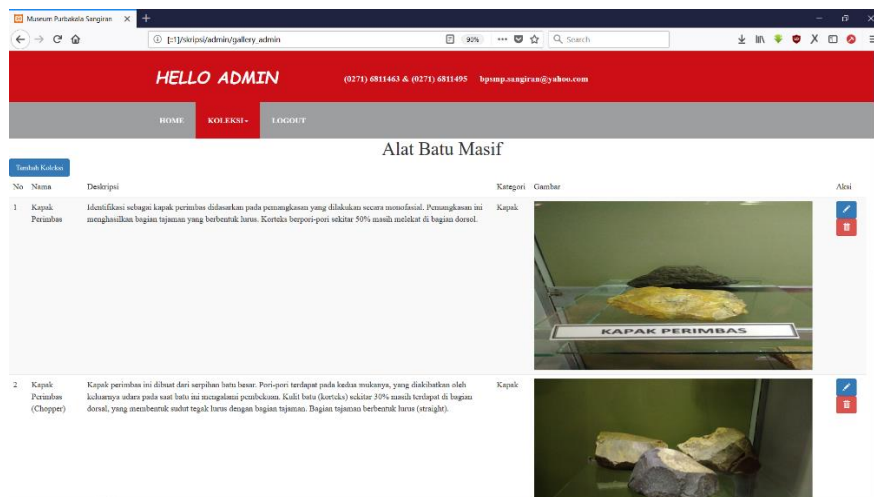 Museum Purbakala Sangiran
[::1]/skripsi/admin/gallery_admin
90%
Search
HELLO ADMIN
(0271) 6811463 & (0271) 6811495 bpsmp.sangiran@yahoo.com
HOME KOLEKSI LOGOUT
Alat Batu Masif
Tambah Koleksi
No Nama Deskripsi Kategori Gambar Aksi
1 Kapak Identifikasi sebagai kapak perimbas didasarkan pada pemangkasan yang dilakukan secara monofasial. Pemangkasan ini Kapak
Perimbas menghasilkan bagian tajaman yang berbentuk lurus. Korteks berpori-pori sekitar 50% masih melekat di bagian dorsol.
KAPAK PERIMBAS
2 Kapak Kapak perimbas ini dibuat dari serpihan batu besar. Pori-pori terdapat pada kedua mukanya, yang diakibatkan oleh Kapak
Perimbas keluarnya udara pada saat batu ini mengalami pembekuan. Kulit batu (korteks) sekitar 30% masih terdapat di bagian
(Chopper) dorsal, yang membentuk sudut tegak lurus dengan bagian tajaman. Bagian tajaman berbentuk lurus (straight).